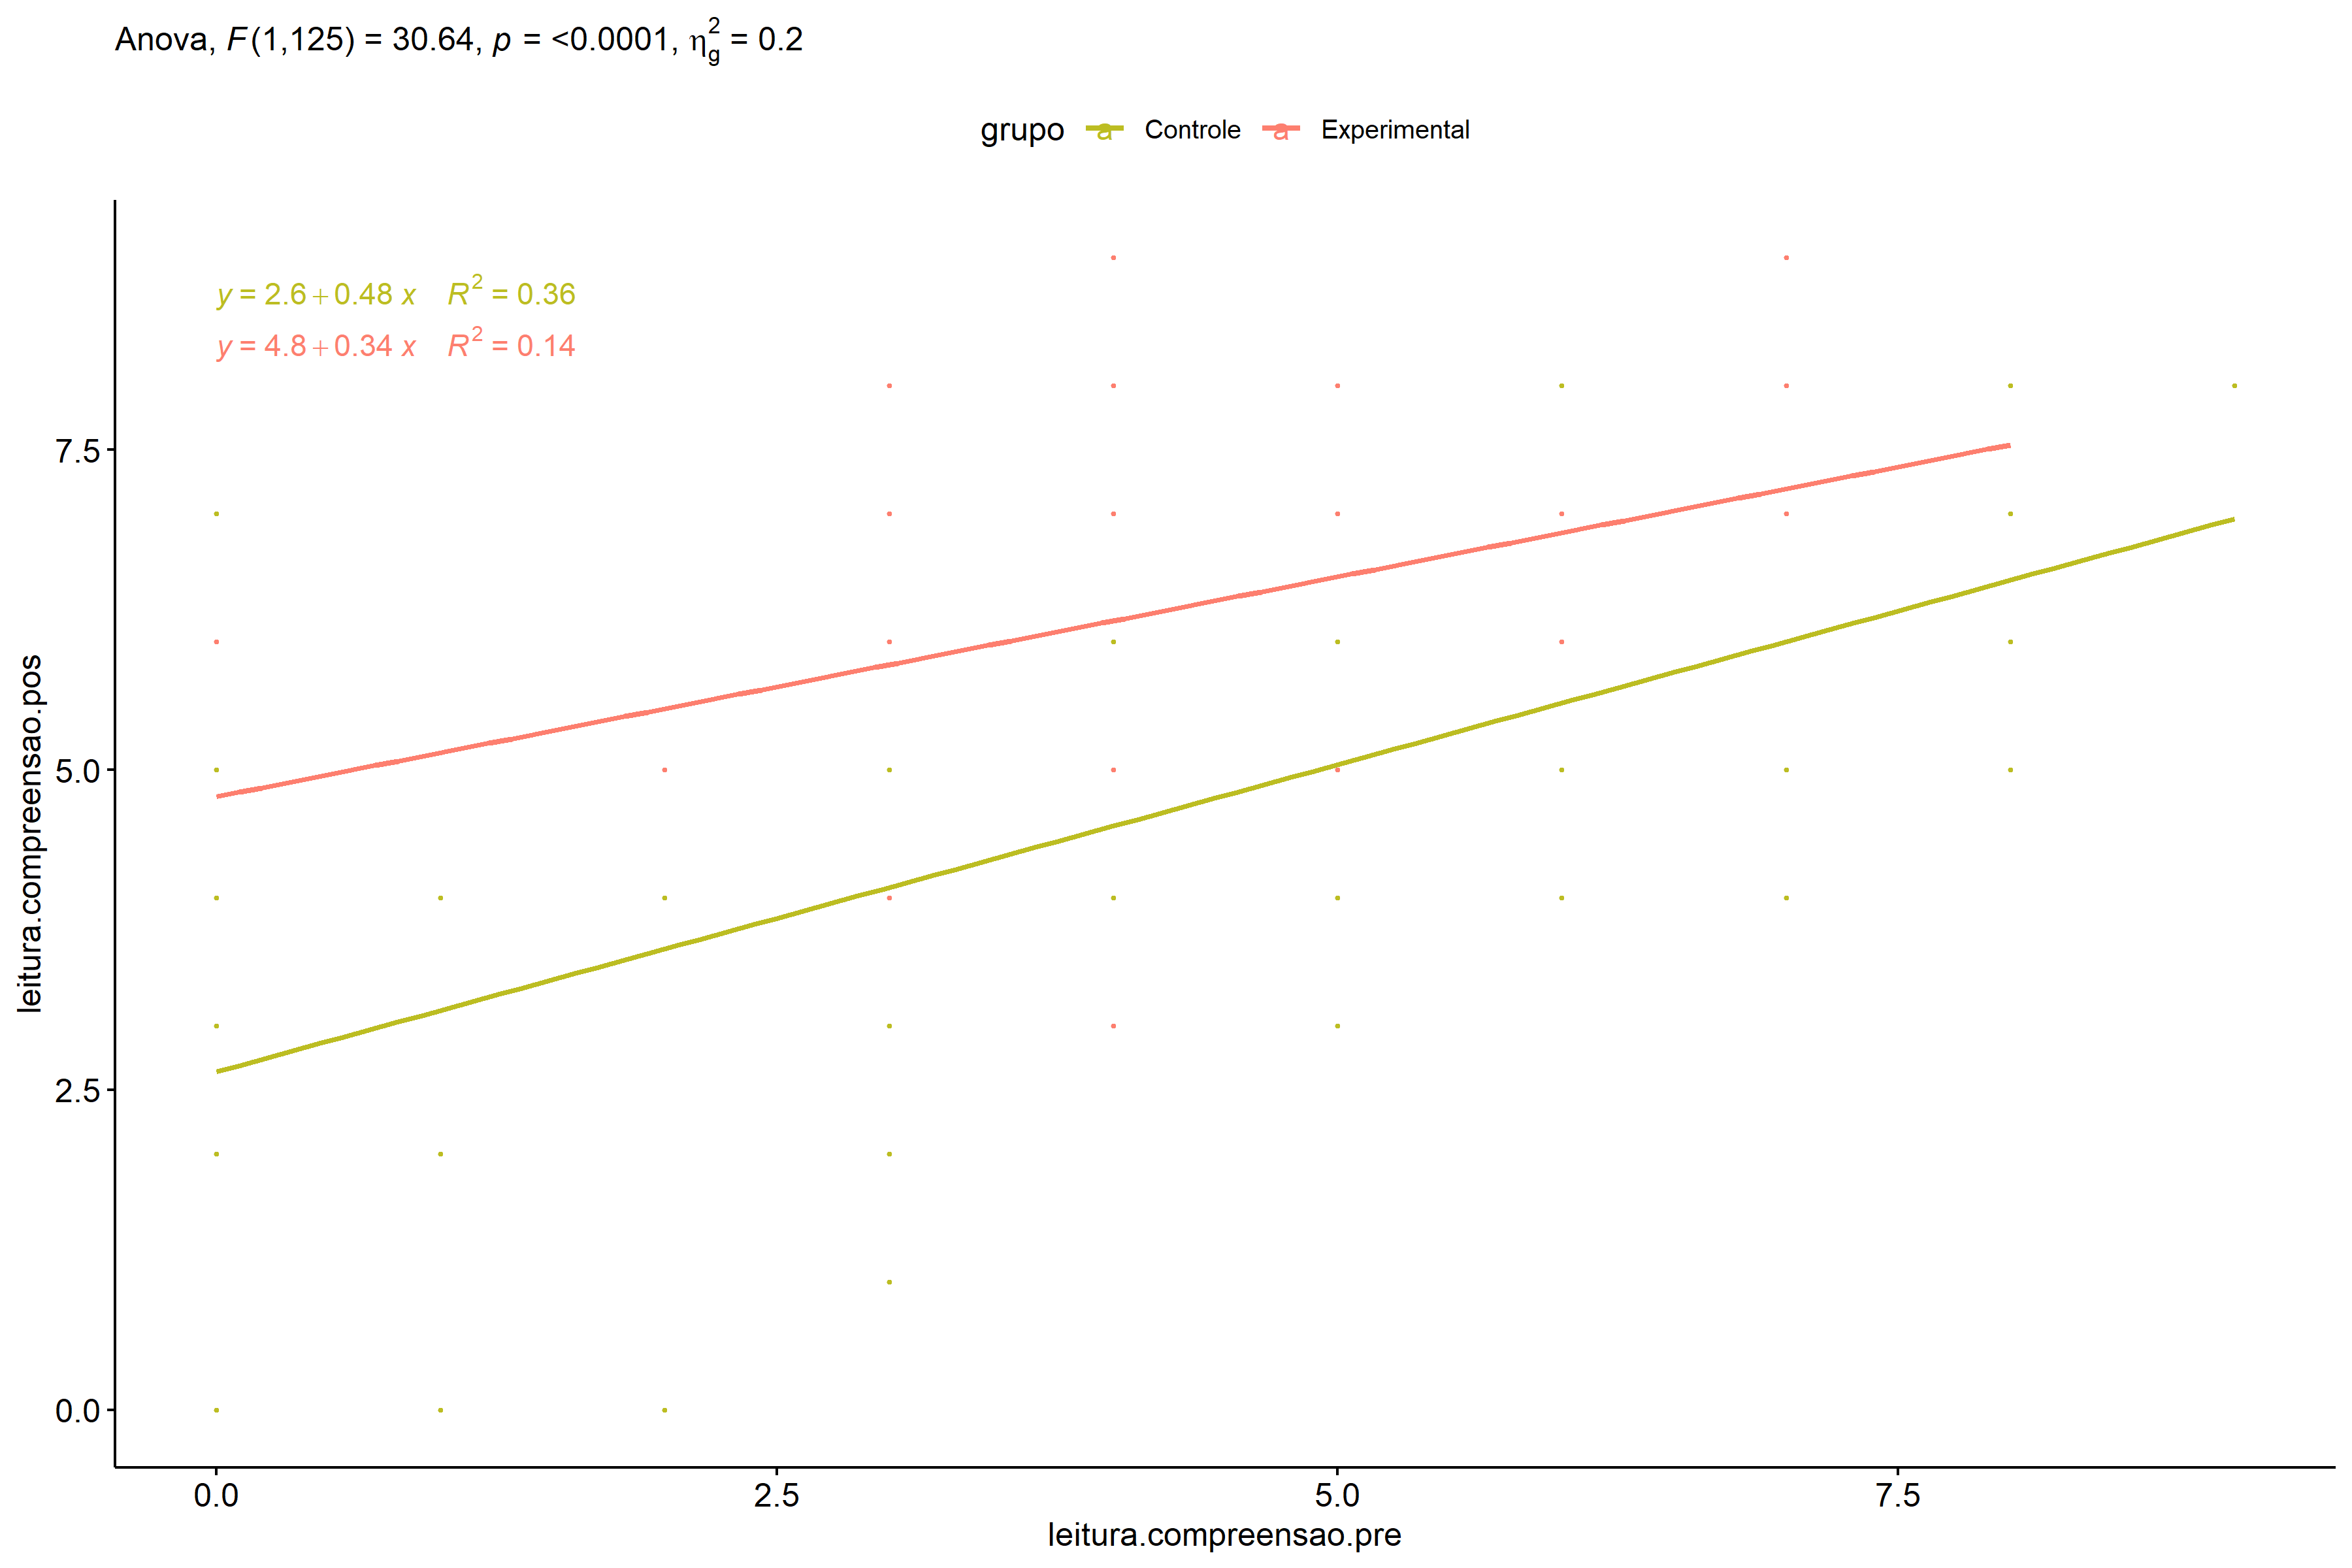 Anova, F(1,125) = 30.64, p = <0.0001, η²g = 0.2
grupo a Controle a Experimental
y = 2.6 + 0.48 x R² = 0.36
y = 4.8 + 0.34 x R² = 0.14
7.5
5.0
2.5
0.0
leitura.compreensao.pos
0.0 2.5 5.0 7.5
leitura.compreensao.pre